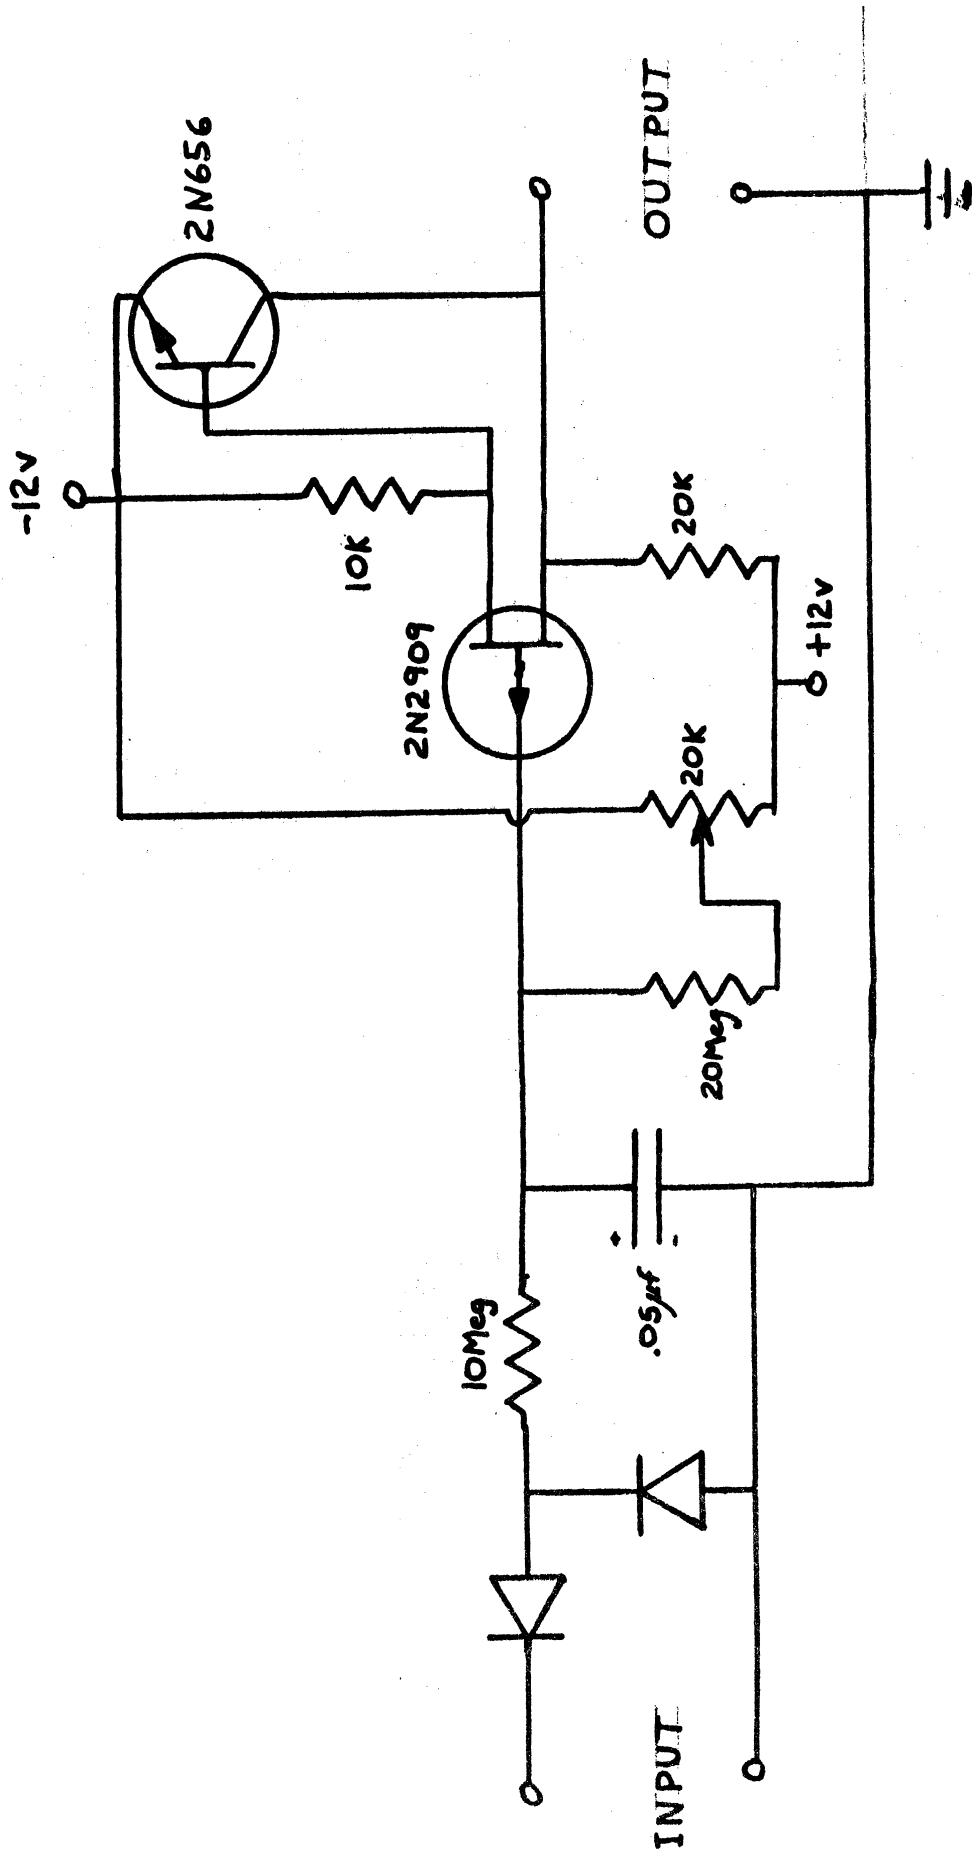 -12v
2N656
10K
2N2909
OUTPUT
20K
20K
+12v
10Meg
20Meg
+
-
.05µf
INPUT